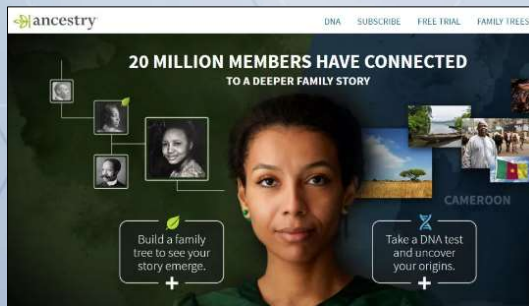 ancestry
DNA SUBSCRIBE FREE TRIAL FAMILY TREES
20 MILLION MEMBERS HAVE CONNECTED
TO A DEEPER FAMILY STORY
CAMEROON
Build a family
tree to see your
story emerge.
+
Take a DNA test
and uncover
your origins.
+